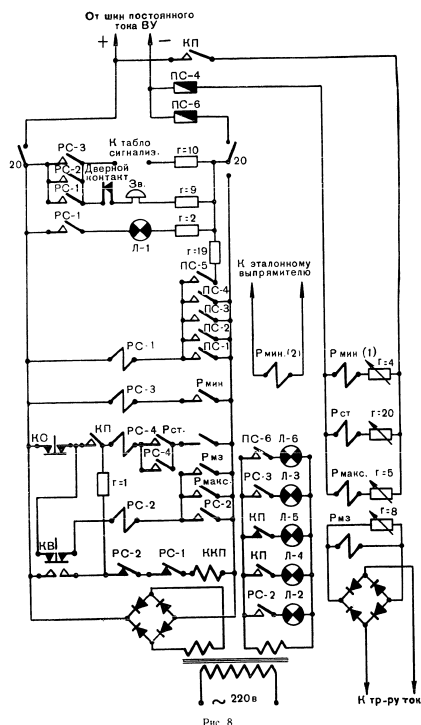 От шин постоянного
тока ВУ
+
−
КП
ПС-4
ПС-6
20
РС-3
К табло
сигнализ.
r=10
20
РС-2
Дверной
контакт
РС-1
Зв.
r=9
РС-1
Л-1
r=2
r=19
К эталонному
выпрямителю
ПС-5
ПС-4
ПС-3
ПС-2
ПС-1
РС-1
Рмин.(2)
Рмин (1)
r=4
РС-3
Рмин
Рст
r=20
КО
КП
РС-4
Рст.
РС-4
Рмз
Рмакс.
r=1
РС-2
РС-2
ПС-6
Л-6
РС-3
Л-3
КП
Л-5
КП
Л-4
РС-2
Л-2
Рмакс.
r=5
Рмз
r=8
КВ
РС-2
РС-1
ККП
~ 220в
К тр-ру ток
Рис. 8